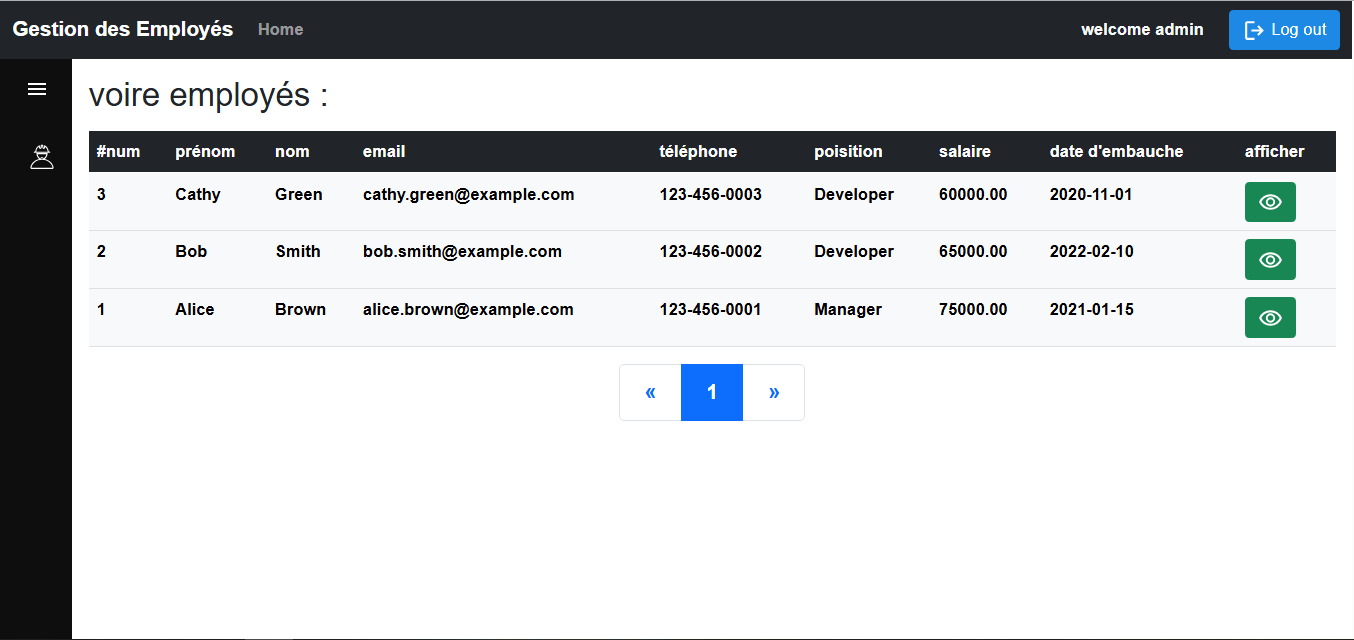 Gestion des Employés Home welcome admin Log out
voire employés :
#num prénom nom email téléphone poisition salaire date d'embauche afficher
3 Cathy Green cathy.green@example.com 123-456-0003 Developer 60000.00 2020-11-01
2 Bob Smith bob.smith@example.com 123-456-0002 Developer 65000.00 2022-02-10
1 Alice Brown alice.brown@example.com 123-456-0001 Manager 75000.00 2021-01-15
« 1 »